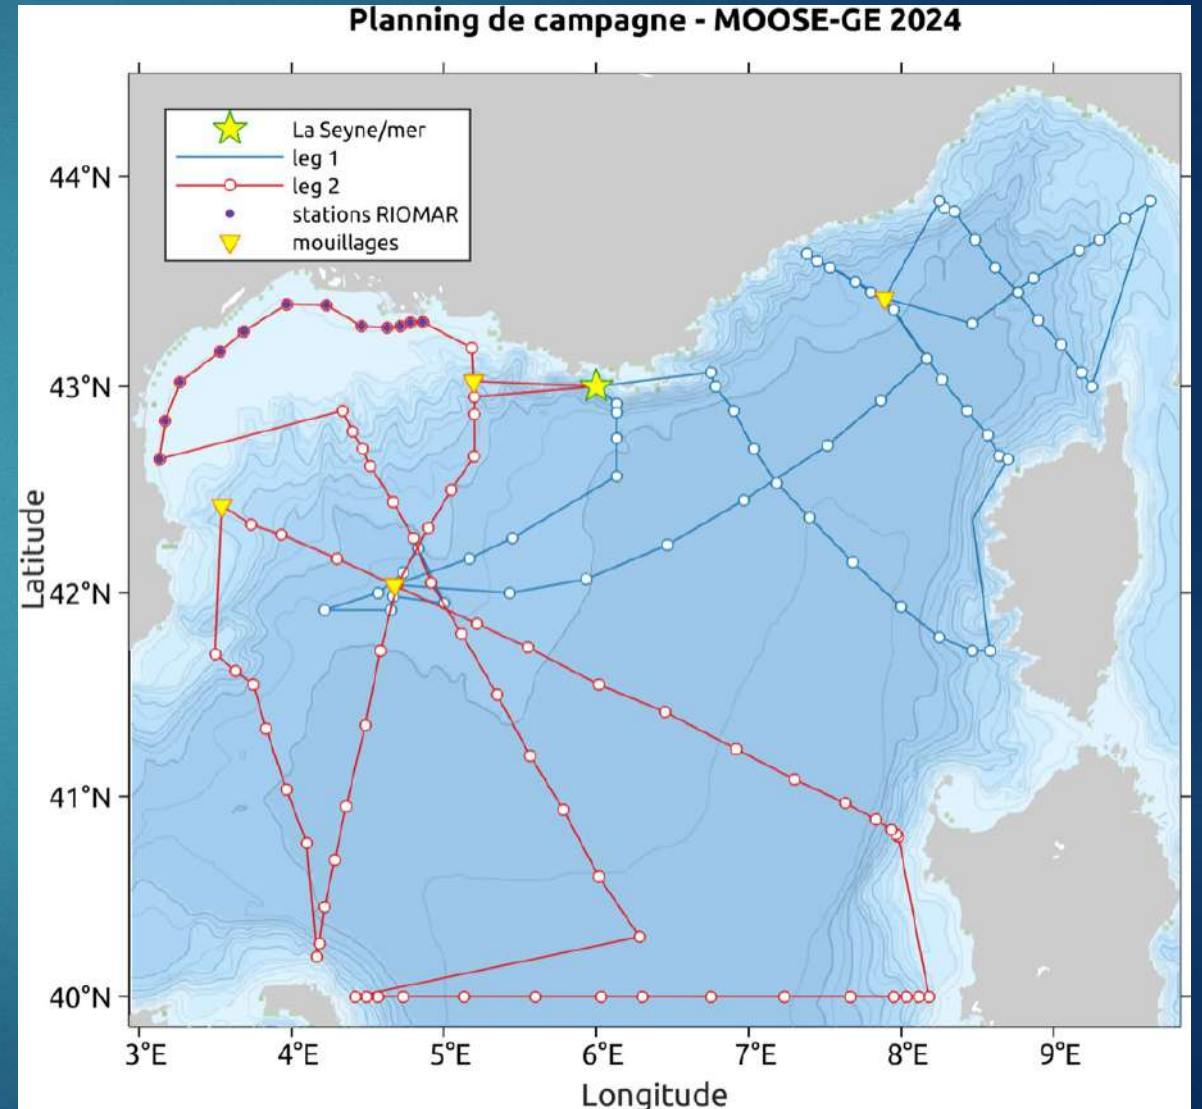 Planning de campagne - MOOSE-GE 2024
La Seyne/mer
leg 1
leg 2
stations RIOMAR
mouillages
44°N
43°N
42°N
41°N
40°N
Latitude
3°E 4°E 5°E 6°E 7°E 8°E 9°E
Longitude